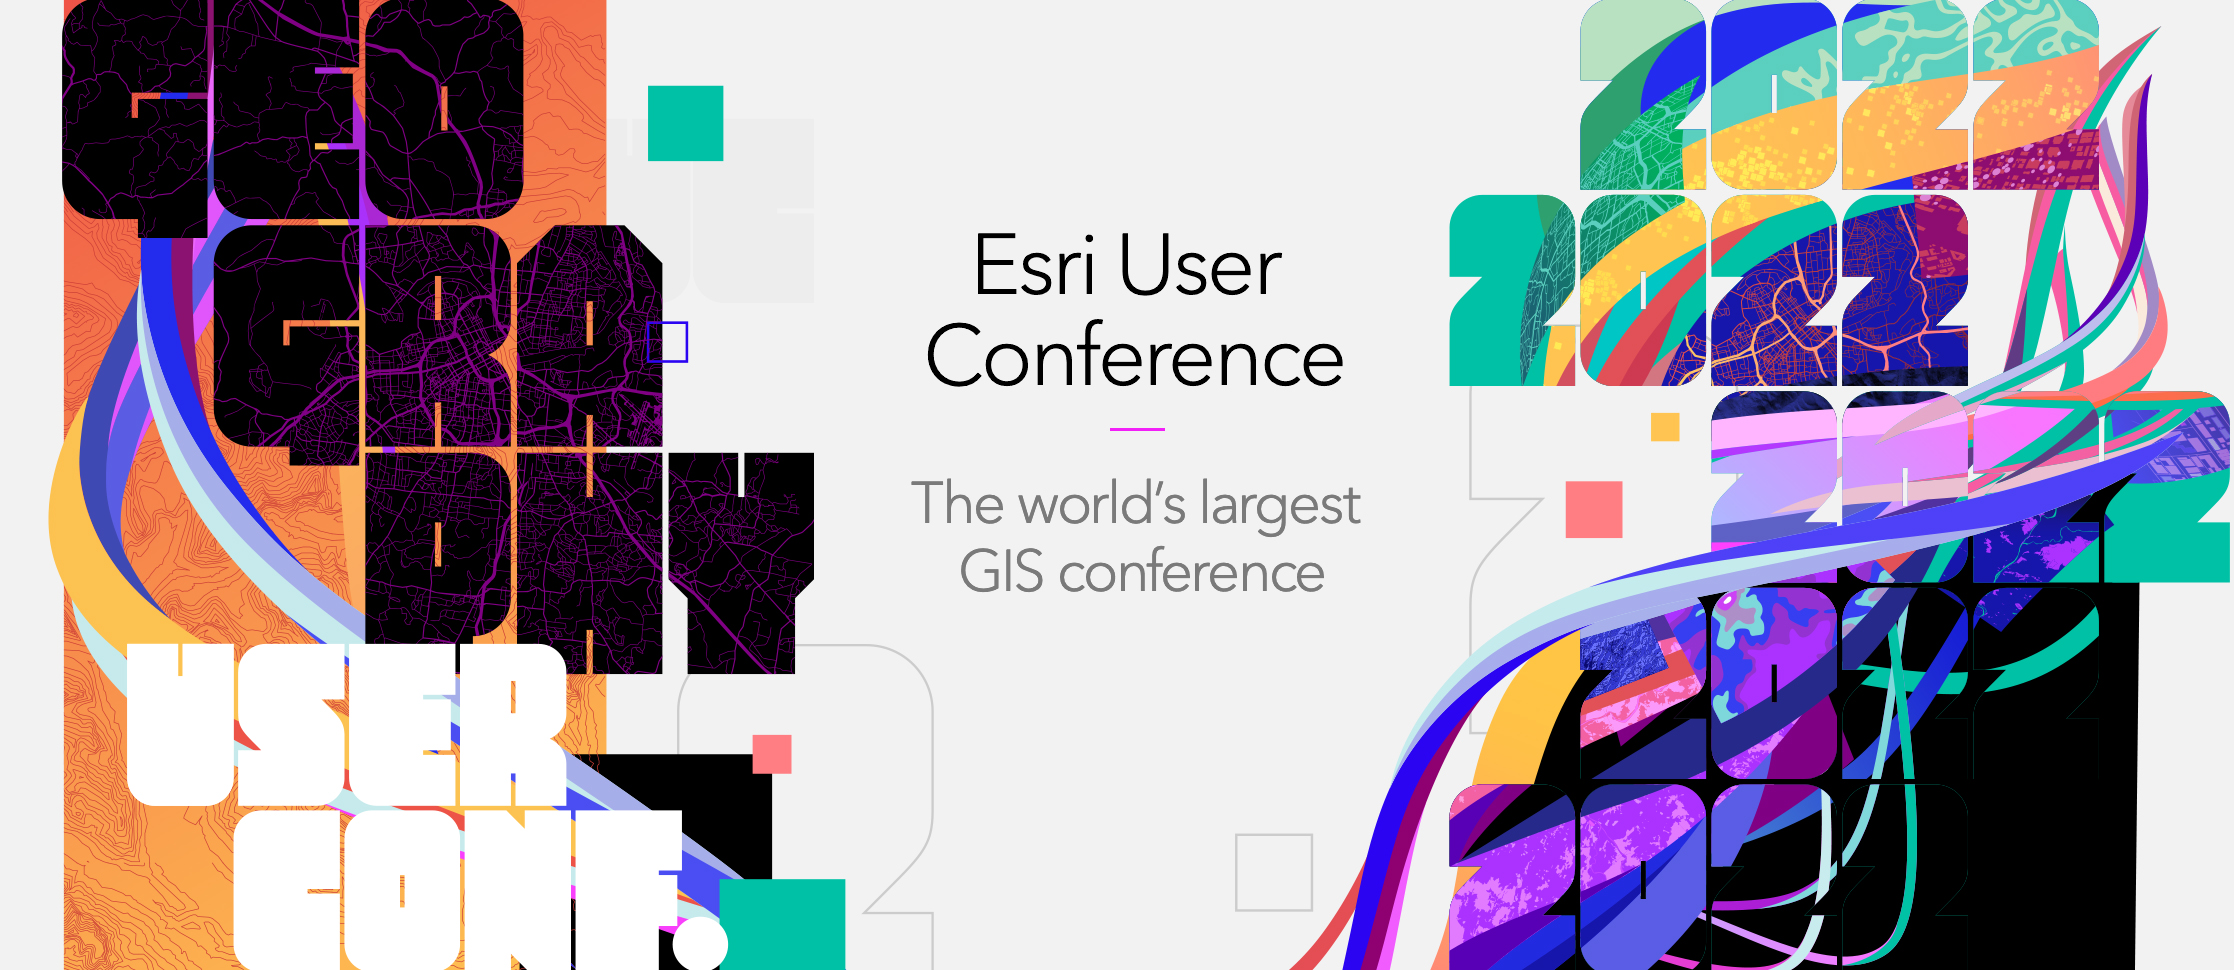 GEO
GRA
PHY
USER
CONF.
Esri User
Conference
The world's largest
GIS conference
2022
2022
2022
2022
2022